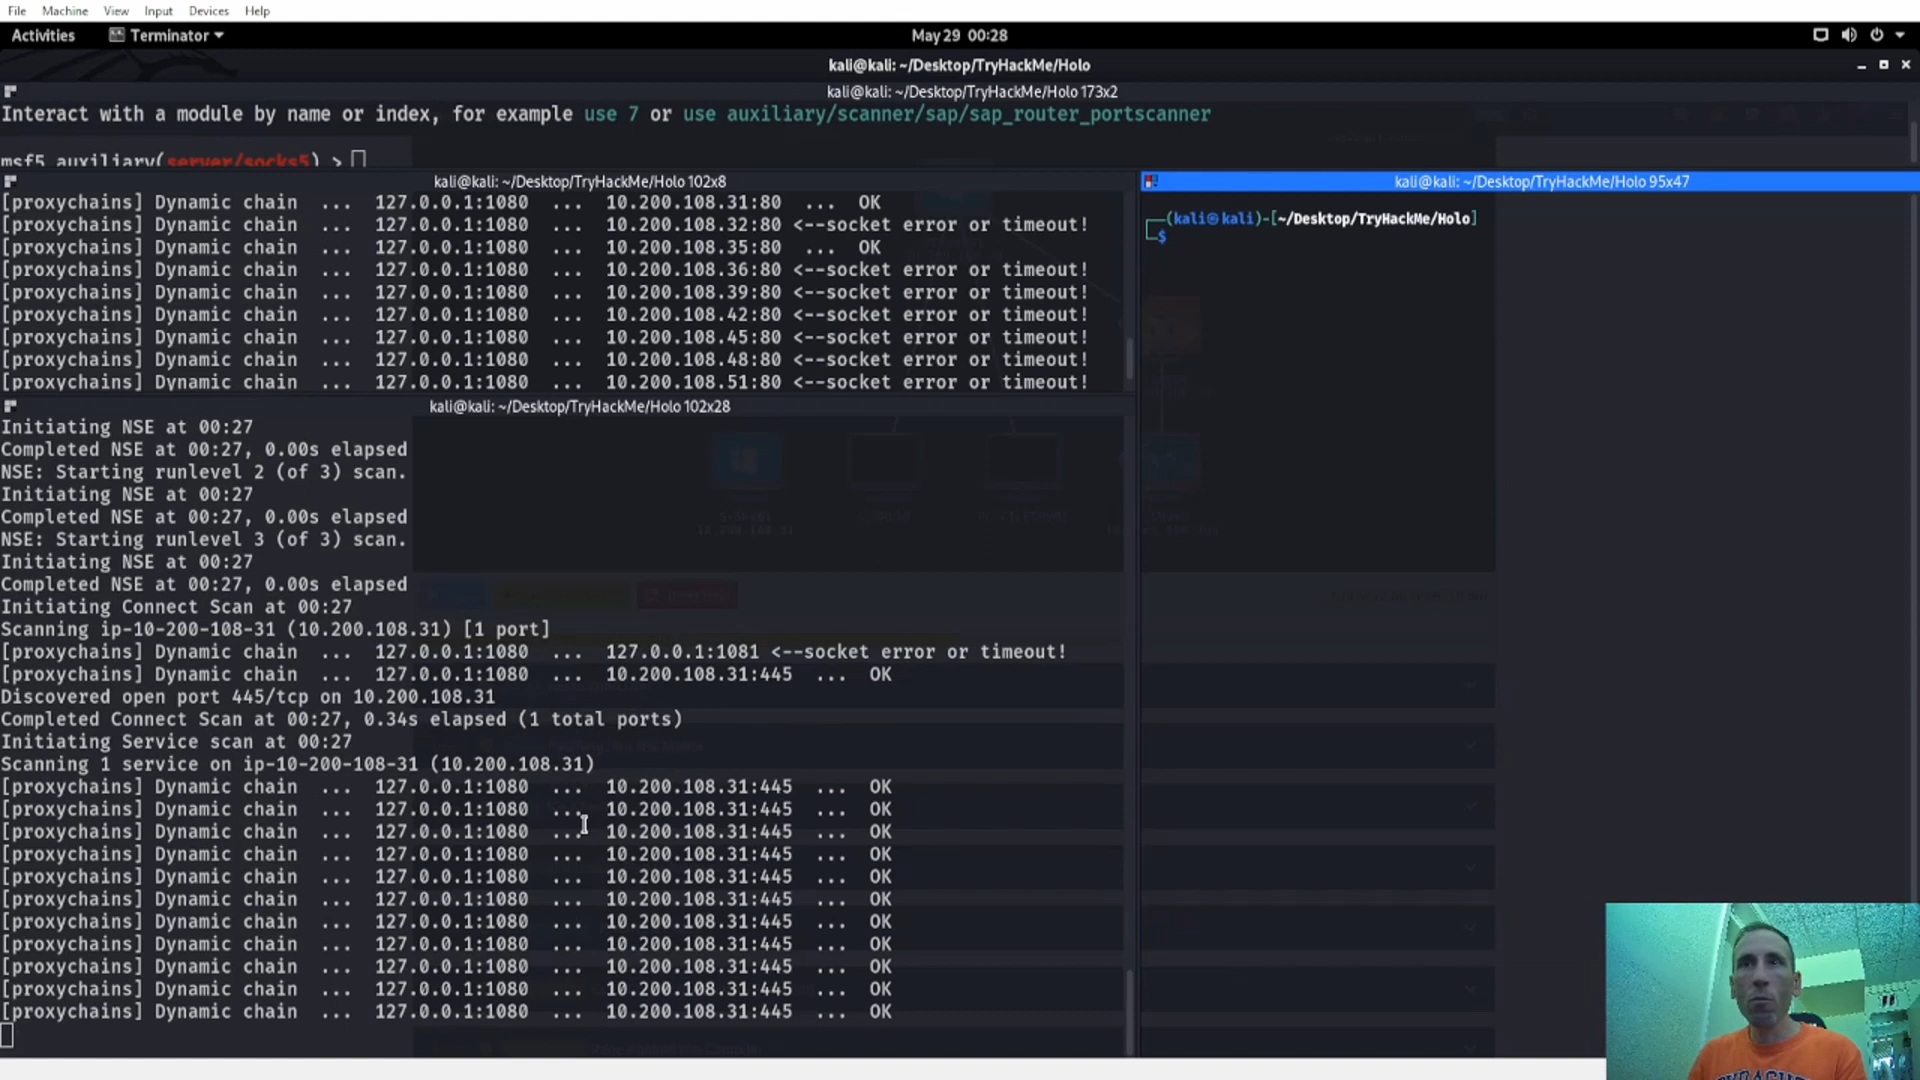 File Machine View Input Devices Help
Activities Terminator May 29 00:28
kali@kali: ~/Desktop/TryHackMe/Holo
kali@kali: ~/Desktop/TryHackMe/Holo 173x2
Interact with a module by name or index, for example use 7 or use auxiliary/scanner/sap/sap_router_portscanner
msf5 auxiliary(server/socks5) >
kali@kali: ~/Desktop/TryHackMe/Holo 102x8
[proxychains] Dynamic chain ... 127.0.0.1:1080 ... 10.200.108.31:80 ... OK
[proxychains] Dynamic chain ... 127.0.0.1:1080 ... 10.200.108.32:80 <--socket error or timeout!
[proxychains] Dynamic chain ... 127.0.0.1:1080 ... 10.200.108.35:80 ... OK
[proxychains] Dynamic chain ... 127.0.0.1:1080 ... 10.200.108.36:80 <--socket error or timeout!
[proxychains] Dynamic chain ... 127.0.0.1:1080 ... 10.200.108.39:80 <--socket error or timeout!
[proxychains] Dynamic chain ... 127.0.0.1:1080 ... 10.200.108.42:80 <--socket error or timeout!
[proxychains] Dynamic chain ... 127.0.0.1:1080 ... 10.200.108.45:80 <--socket error or timeout!
[proxychains] Dynamic chain ... 127.0.0.1:1080 ... 10.200.108.48:80 <--socket error or timeout!
[proxychains] Dynamic chain ... 127.0.0.1:1080 ... 10.200.108.51:80 <--socket error or timeout!
kali@kali: ~/Desktop/TryHackMe/Holo 102x28
Initiating NSE at 00:27
Completed NSE at 00:27, 0.00s elapsed
NSE: Starting runlevel 2 (of 3) scan.
Initiating NSE at 00:27
Completed NSE at 00:27, 0.00s elapsed
NSE: Starting runlevel 3 (of 3) scan.
Initiating NSE at 00:27
Completed NSE at 00:27, 0.00s elapsed
Initiating Connect Scan at 00:27
Scanning ip-10-200-108-31 (10.200.108.31) [1 port]
[proxychains] Dynamic chain ... 127.0.0.1:1080 ... 127.0.0.1:1081 <--socket error or timeout!
[proxychains] Dynamic chain ... 127.0.0.1:1080 ... 10.200.108.31:445 ... OK
Discovered open port 445/tcp on 10.200.108.31
Completed Connect Scan at 00:27, 0.34s elapsed (1 total ports)
Initiating Service scan at 00:27
Scanning 1 service on ip-10-200-108-31 (10.200.108.31)
[proxychains] Dynamic chain ... 127.0.0.1:1080 ... 10.200.108.31:445 ... OK
[proxychains] Dynamic chain ... 127.0.0.1:1080 ... 10.200.108.31:445 ... OK
[proxychains] Dynamic chain ... 127.0.0.1:1080 ... 10.200.108.31:445 ... OK
[proxychains] Dynamic chain ... 127.0.0.1:1080 ... 10.200.108.31:445 ... OK
[proxychains] Dynamic chain ... 127.0.0.1:1080 ... 10.200.108.31:445 ... OK
[proxychains] Dynamic chain ... 127.0.0.1:1080 ... 10.200.108.31:445 ... OK
[proxychains] Dynamic chain ... 127.0.0.1:1080 ... 10.200.108.31:445 ... OK
[proxychains] Dynamic chain ... 127.0.0.1:1080 ... 10.200.108.31:445 ... OK
[proxychains] Dynamic chain ... 127.0.0.1:1080 ... 10.200.108.31:445 ... OK
[proxychains] Dynamic chain ... 127.0.0.1:1080 ... 10.200.108.31:445 ... OK
[proxychains] Dynamic chain ... 127.0.0.1:1080 ... 10.200.108.31:445 ... OK
kali@kali: ~/Desktop/TryHackMe/Holo 95x47
┌──(kali㉿kali)-[~/Desktop/TryHackMe/Holo]
└─$